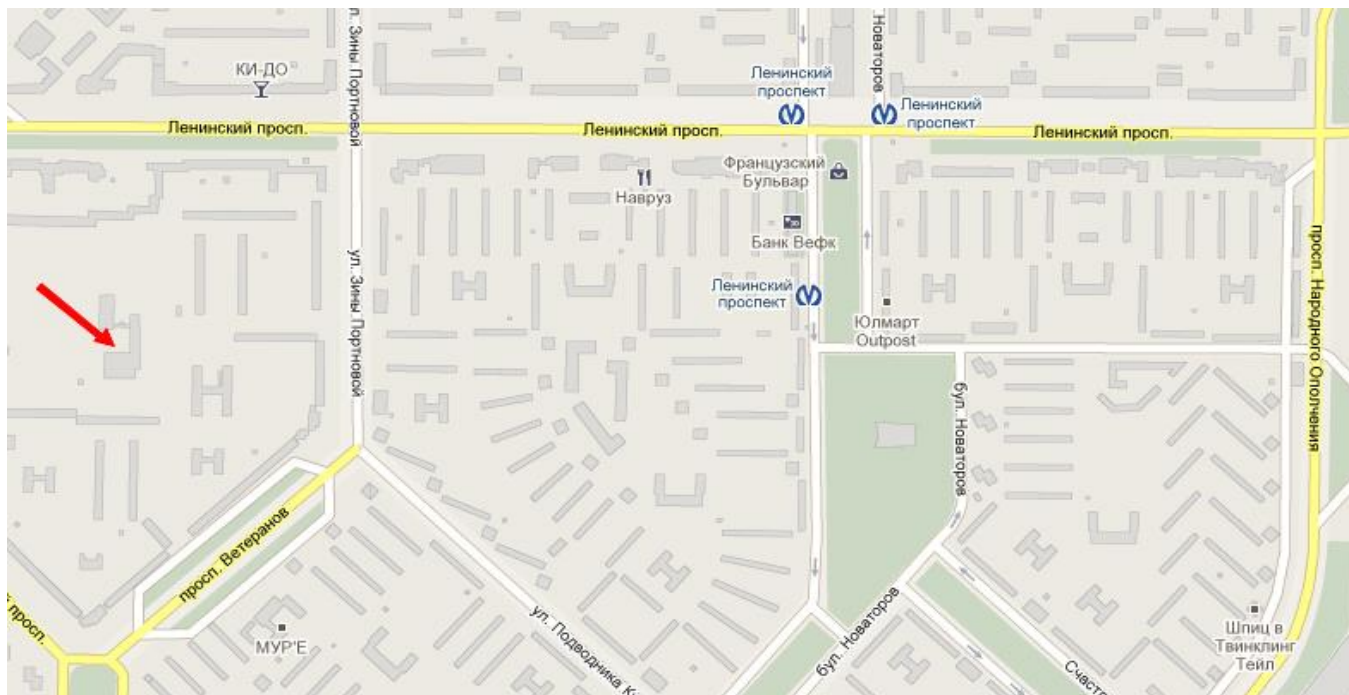 ул. Зины Портновой
Новаторов
КИ-ДО
Ленинский
проспект
Ленинский
проспект
Ленинский просп.
Ленинский просп.
Ленинский просп.
Французский
Бульвар
Навруз
Банк Вефк
ул. Зины Портновой
просп. Народного Ополчения
Ленинский
проспект
Юлмарт
Outpost
бул. Новаторов
просп. Ветеранов
просп.
ул. Подводника
бул. Новаторов
МУР'Е
Шпиц в
Твинклинг
Тейл